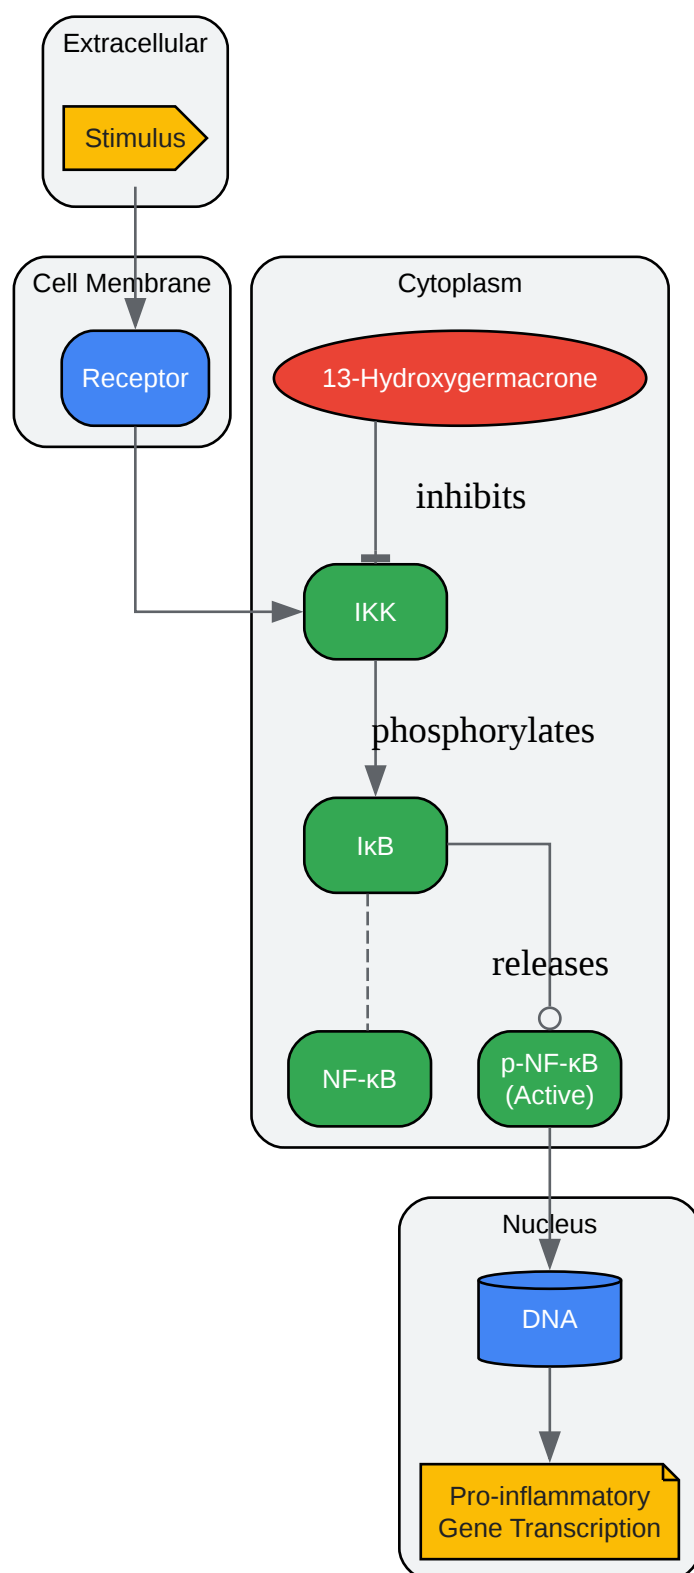 Extracellular
Stimulus
Cell Membrane
Receptor
Cytoplasm
13-Hydroxygermacrone
inhibits
IKK
phosphorylates
IκB
releases
NF-κB
p-NF-κB
(Active)
Nucleus
DNA
Pro-inflammatory
Gene Transcription